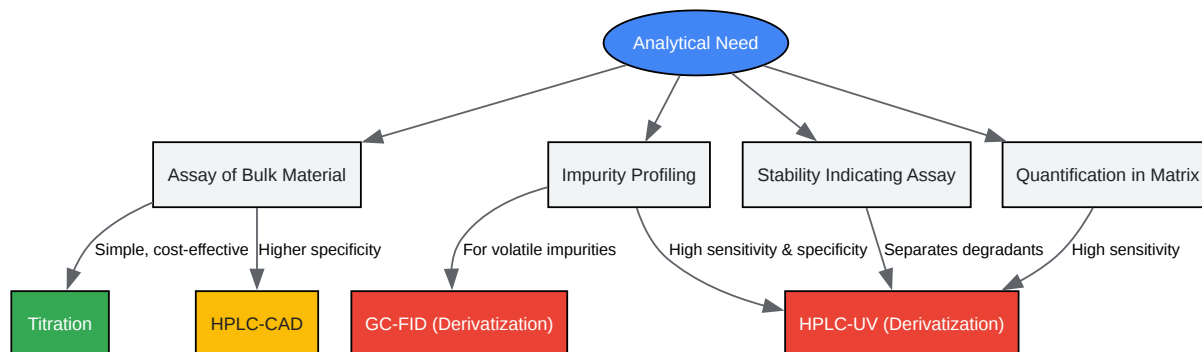 Analytical Need
Assay of Bulk Material
Impurity Profiling
Stability Indicating Assay
Quantification in Matrix
Simple, cost-effective
Higher specificity
For volatile impurities
High sensitivity & specificity
Separates degradants
High sensitivity
Titration
HPLC-CAD
GC-FID (Derivatization)
HPLC-UV (Derivatization)